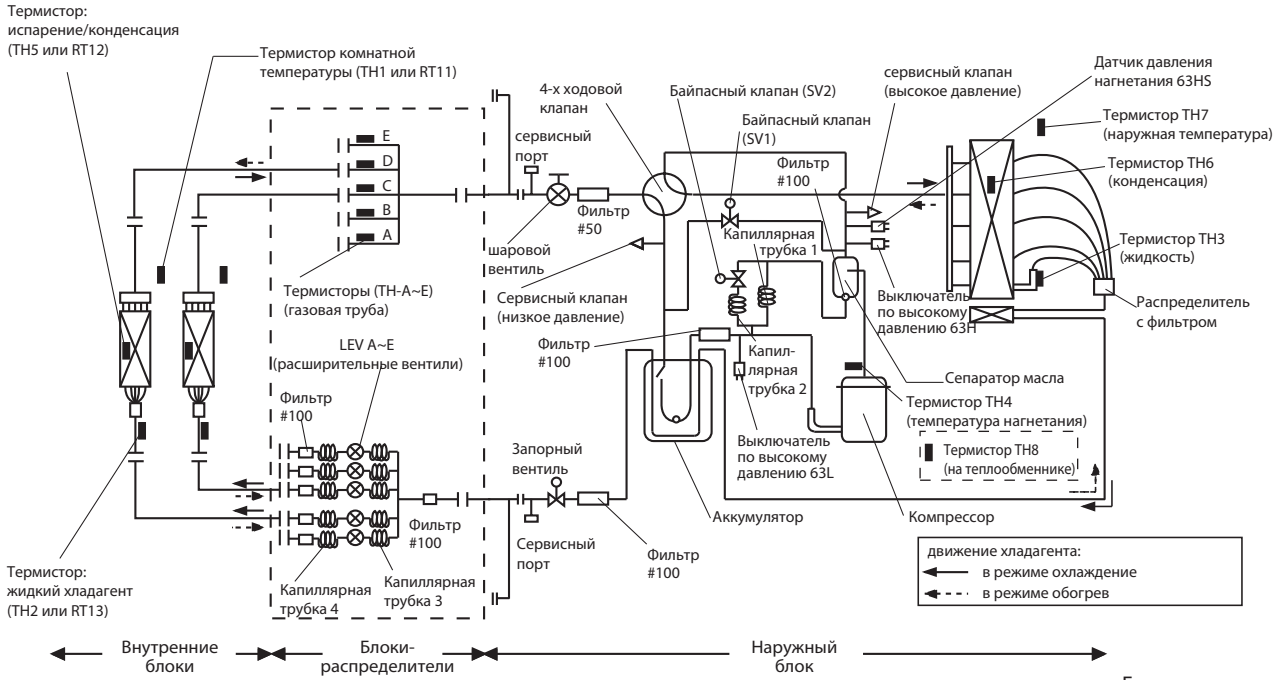 Термистор:
испарение/конденсация
(TH5 или RT12)
Термистор комнатной
температуры (TH1 или RT11)
E
D
C
B
A
Термисторы (TH-A~E)
(газовая труба)
LEV A~E
(расширительные вентили)
Фильтр
#100
Капиллярная
трубка 4
Капиллярная
трубка 3
Фильтр
#100
Термистор:
жидкий хладагент
(TH2 или RT13)
сервисный
порт
шаровой
вентиль
Фильтр
#50
4-х ходовой
клапан
Сервисный клапан
(низкое давление)
Байпасный клапан (SV2)
Байпасный клапан
(SV1)
Фильтр
#100
сервисный клапан
(высокое давление)
Датчик давления
нагнетания 63HS
Термистор TH7
(наружная температура)
Термистор TH6
(конденсация)
Термистор TH3
(жидкость)
Распределитель
с фильтром
Капиллярная
трубка 1
Выключатель
по высокому
давлению 63H
Фильтр
#100
Капил-
лярная
трубка 2
Сепаратор масла
Термистор TH4
(температура нагнетания)
Термистор TH8
(на теплообменнике)
Выключатель
по высокому
давлению 63L
Запорный
вентиль
Сервисный
порт
Фильтр
#100
Аккумулятор
Компрессор
движение хладагента:
в режиме охлаждение
в режиме обогрев
Внутренние
блоки
Блоки-
распределители
Наружный
блок